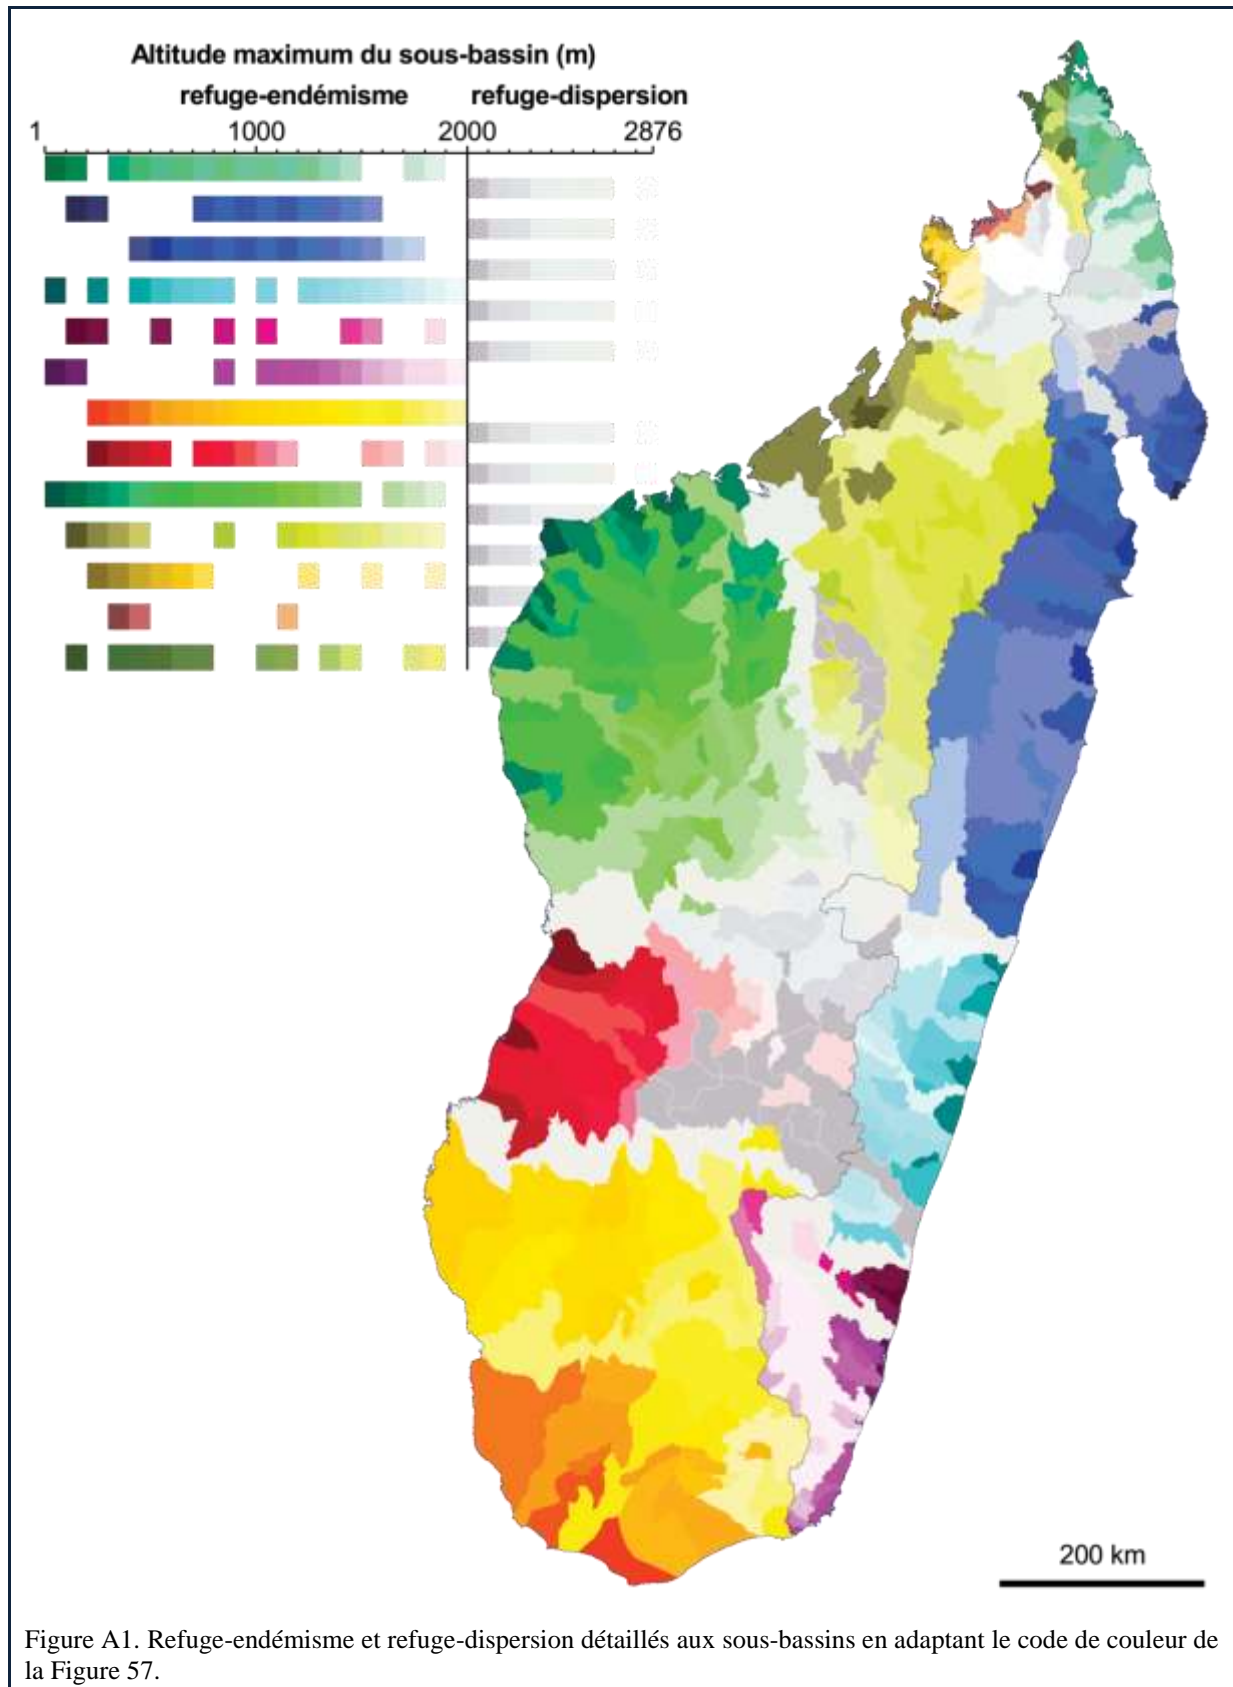 Altitude maximum du sous-bassin (m)
refuge-endémisme refuge-dispersion
1 1000 2000 2876
200 km
Figure A1. Refuge-endémisme et refuge-dispersion détaillés aux sous-bassins en adaptant le code de couleur de
la Figure 57.